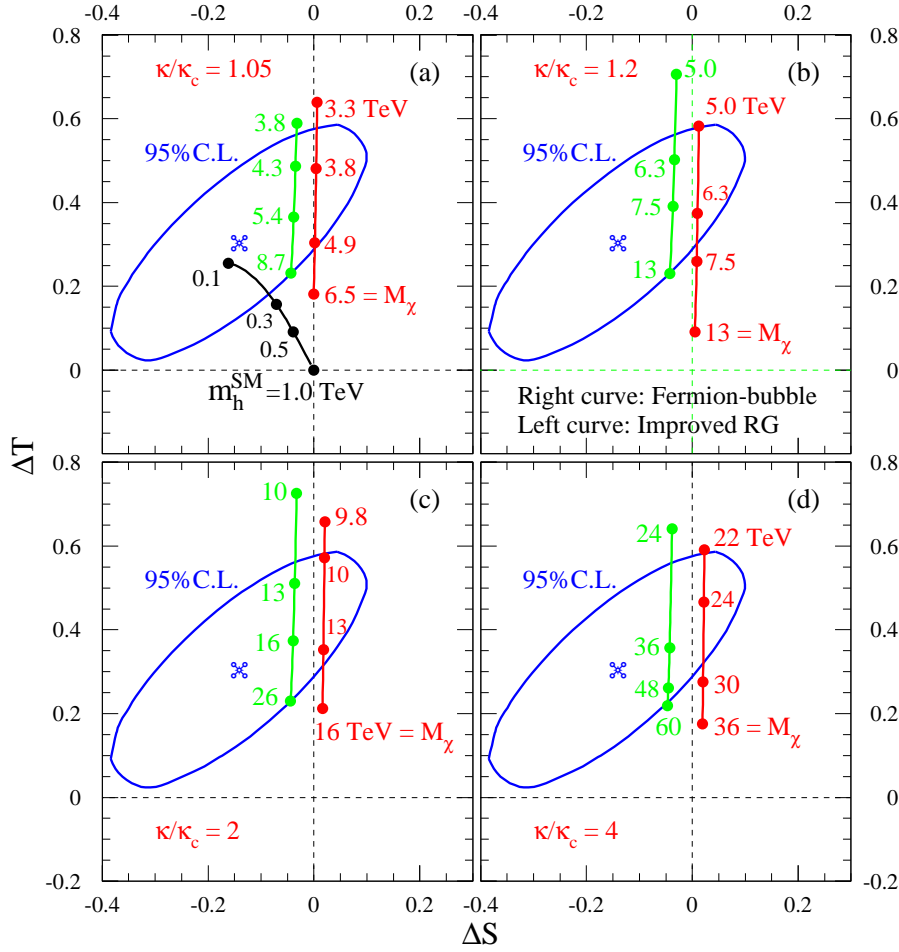 -0.4 -0.2 0 0.2
-0.4 -0.2 0 0.2
0.8
0.6
0.4
0.2
0
ΔT
κ/κc = 1.05
(a)
95%C.L.
3.8
4.3
5.4
8.7
3.3 TeV
3.8
4.9
6.5 = Mχ
0.1
0.3
0.5
m_h^SM=1.0 TeV
κ/κc = 1.2
(b)
95%C.L.
5.0
6.3
7.5
13
5.0 TeV
6.3
7.5
13 = Mχ
Right curve: Fermion-bubble
Left curve: Improved RG
0.8
0.6
0.4
0.2
0
0.8
0.6
0.4
0.2
0
-0.2
(c)
95%C.L.
10
13
16
26
9.8
10
13
16 TeV = Mχ
κ/κc = 2
(d)
95%C.L.
24
36
48
60
22 TeV
24
30
36 = Mχ
κ/κc = 4
0.8
0.6
0.4
0.2
0
-0.2
-0.4 -0.2 0 0.2
-0.4 -0.2 0 0.2
ΔS